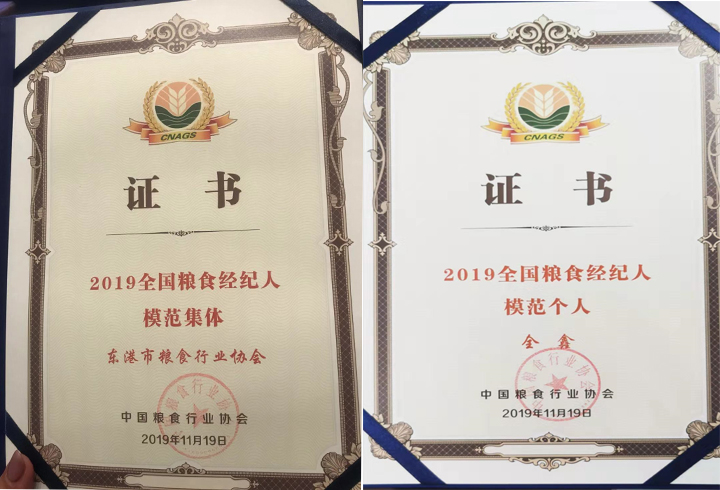 CNAGS
证 书
2019全国粮食经纪人
模范集体
东港市粮食行业协会
中国粮食行业协会
2019年11月19日
CNAGS
证 书
2019全国粮食经纪人
模范个人
全 鑫
中国粮食行业协会
2019年11月19日